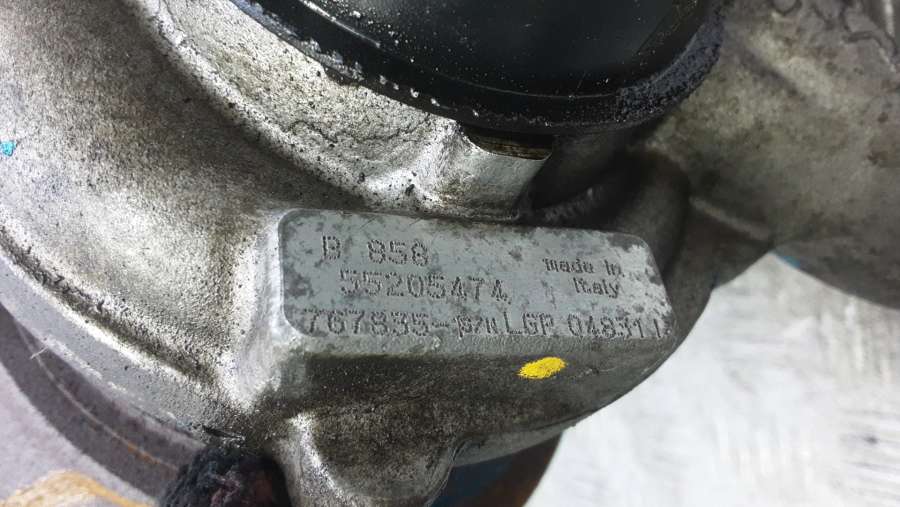 B 858
55205474
made in
Italy
767835- s/n LGP 04831